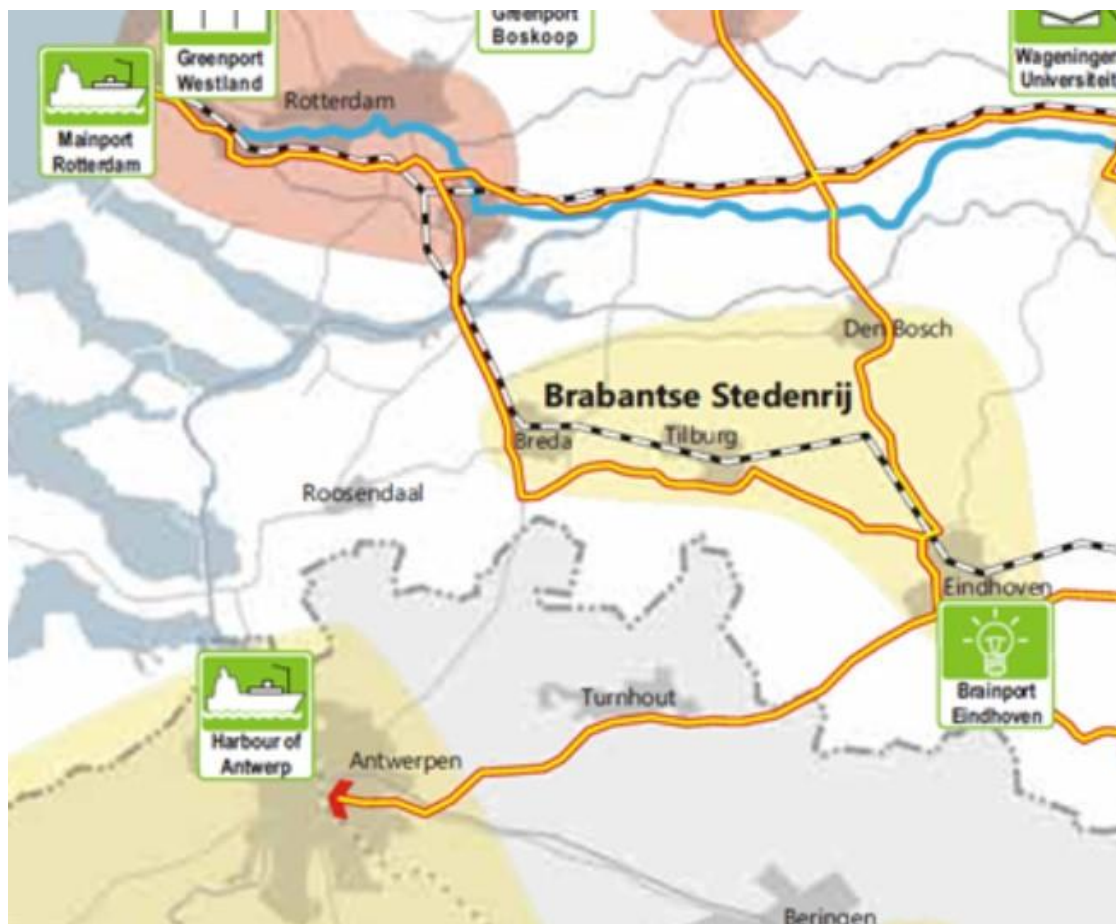 Greenport
Boskoop
Greenport
Westland
Wageningen
Universiteit
Mainport
Rotterdam
Rotterdam
Den Bosch
Brabantse Stedenrij
Breda
Tilburg
Roosendaal
Eindhoven
Brainport
Eindhoven
Turnhout
Harbour of
Antwerp
Antwerpen
Beringen